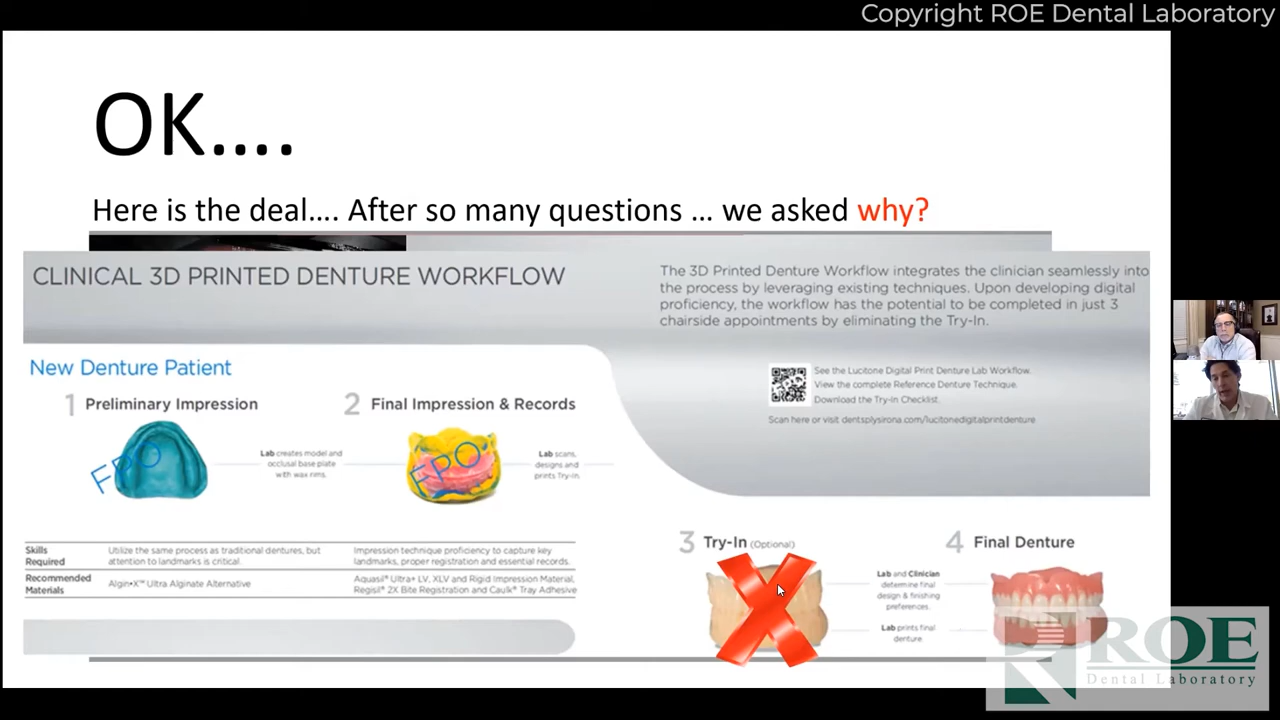 Copyright ROE Dental Laboratory
OK....
Here is the deal.... After so many questions ... we asked why?
CLINICAL 3D PRINTED DENTURE WORKFLOW
The 3D Printed Denture Workflow integrates the clinician seamlessly into
the process by leveraging existing techniques. Upon developing digital
proficiency, the workflow has the potential to be completed in just 3
chairside appointments by eliminating the Try-In.
New Denture Patient
See the Lucitone Digital Print Denture Lab Workflow.
View the complete Reference Denture Technique.
Download the Try-In Checklist.
Scan here or visit dentsplysirona.com/lucitonedigitalprintdenture
1 Preliminary Impression
2 Final Impression & Records
FPO
Lab creates model and
occlusal base plate
with wax rims.
FPO
Lab scans,
designs and
prints Try-In.
Skills
Required
Utilize the same process as traditional dentures, but
attention to landmarks is critical.
Impression technique proficiency to capture key
landmarks, proper registration and essential records.
Recommended
Materials
Algin•X™ Ultra Alginate Alternative
Aquasil® Ultra+ LV, XLV and Rigid Impression Material,
Regisil® 2X Bite Registration and Caulk® Tray Adhesive
3 Try-In (Optional)
4 Final Denture
Lab and Clinician
determine final
design & finishing
preferences.
Lab prints final
denture
ROE
Dental Laboratory